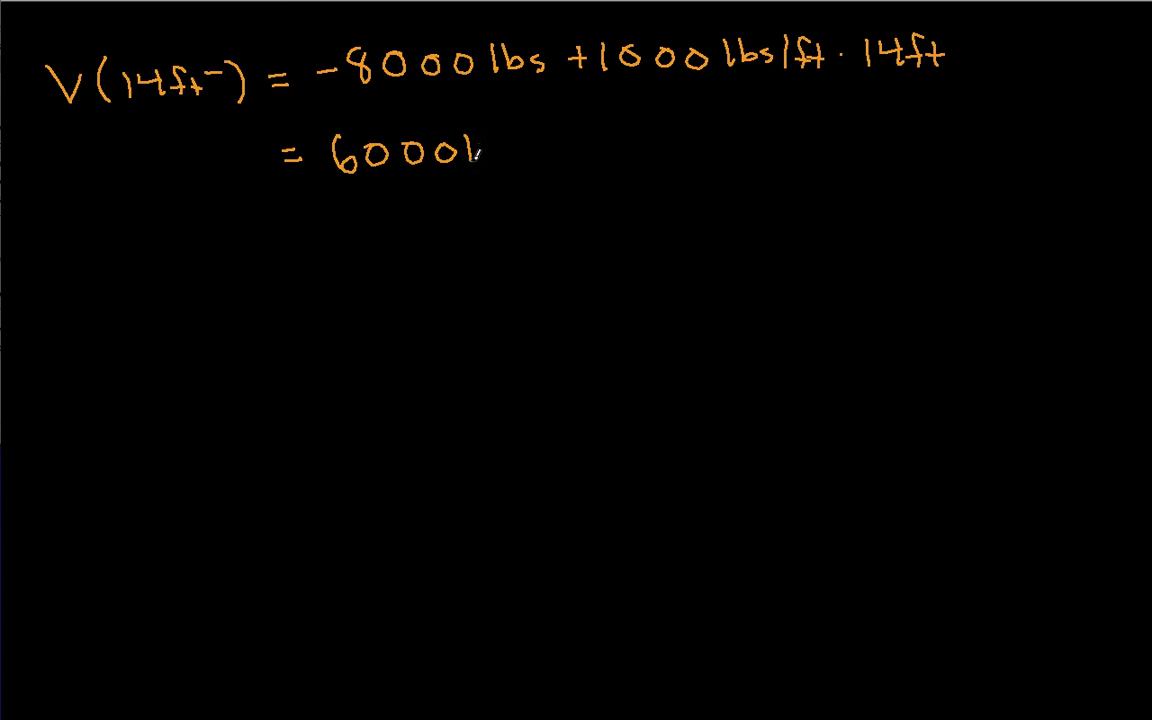 V(14ft⁻) = -8000 lbs + 1000 lbs/ft · 14ft
= 6000 l